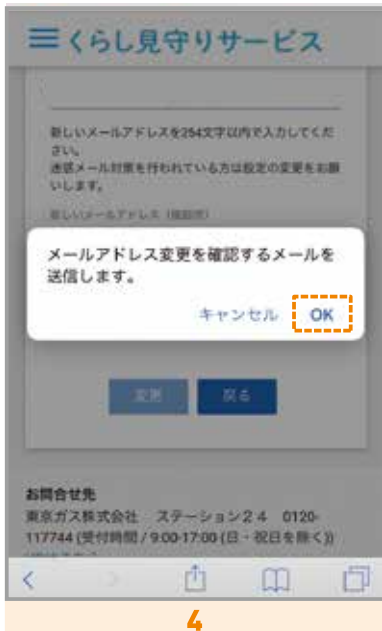 くらし見守りサービス
新しいメールアドレスを254文字以内で入力してくだ
さい。
迷惑メール対策を行われている方は設定の変更をお願
いします。
新しいメールアドレス（確認用）
メールアドレス変更を確認するメールを
送信します。
キャンセル OK
変更 戻る
お問合せ先
東京ガス株式会社 ステーション24 0120-
117744 (受付時間 / 9:00-17:00 (日・祝日を除く))
4